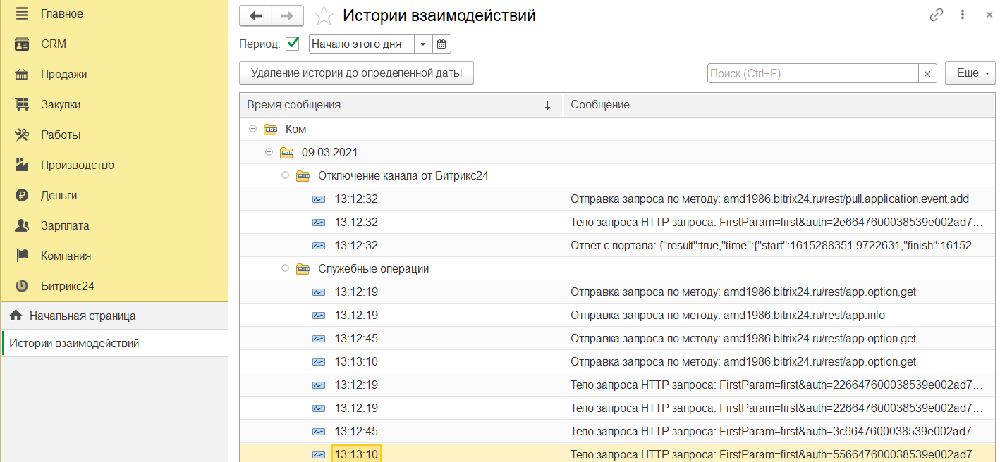 Главное
CRM
Продажи
Закупки
Работы
Производство
Деньги
Зарплата
Компания
Битрикс24
Начальная страница
Истории взаимодействий
Истории взаимодействий
Период: Начало этого дня
Удаление истории до определенной даты
Поиск (Ctrl+F)
Еще
Время сообщения Сообщение
Ком
09.03.2021
Отключение канала от Битрикс24
13:12:32 Отправка запроса по методу: amd1986.bitrix24.ru/rest/pull.application.event.add
13:12:32 Тело запроса HTTP запроса: FirstParam=first&auth=2e6647600038539e002ad7…
13:12:32 Ответ с портала: {"result":true,"time":{"start":1615288351.9722631,"finish":16152…
Служебные операции
13:12:19 Отправка запроса по методу: amd1986.bitrix24.ru/rest/app.option.get
13:12:19 Отправка запроса по методу: amd1986.bitrix24.ru/rest/app.info
13:12:45 Отправка запроса по методу: amd1986.bitrix24.ru/rest/app.option.get
13:13:10 Отправка запроса по методу: amd1986.bitrix24.ru/rest/app.option.get
13:12:19 Тело запроса HTTP запроса: FirstParam=first&auth=226647600038539e002ad7…
13:12:19 Тело запроса HTTP запроса: FirstParam=first&auth=226647600038539e002ad7…
13:12:45 Тело запроса HTTP запроса: FirstParam=first&auth=3c6647600038539e002ad7…
13:13:10 Тело запроса HTTP запроса: FirstParam=first&auth=556647600038539e002ad7…